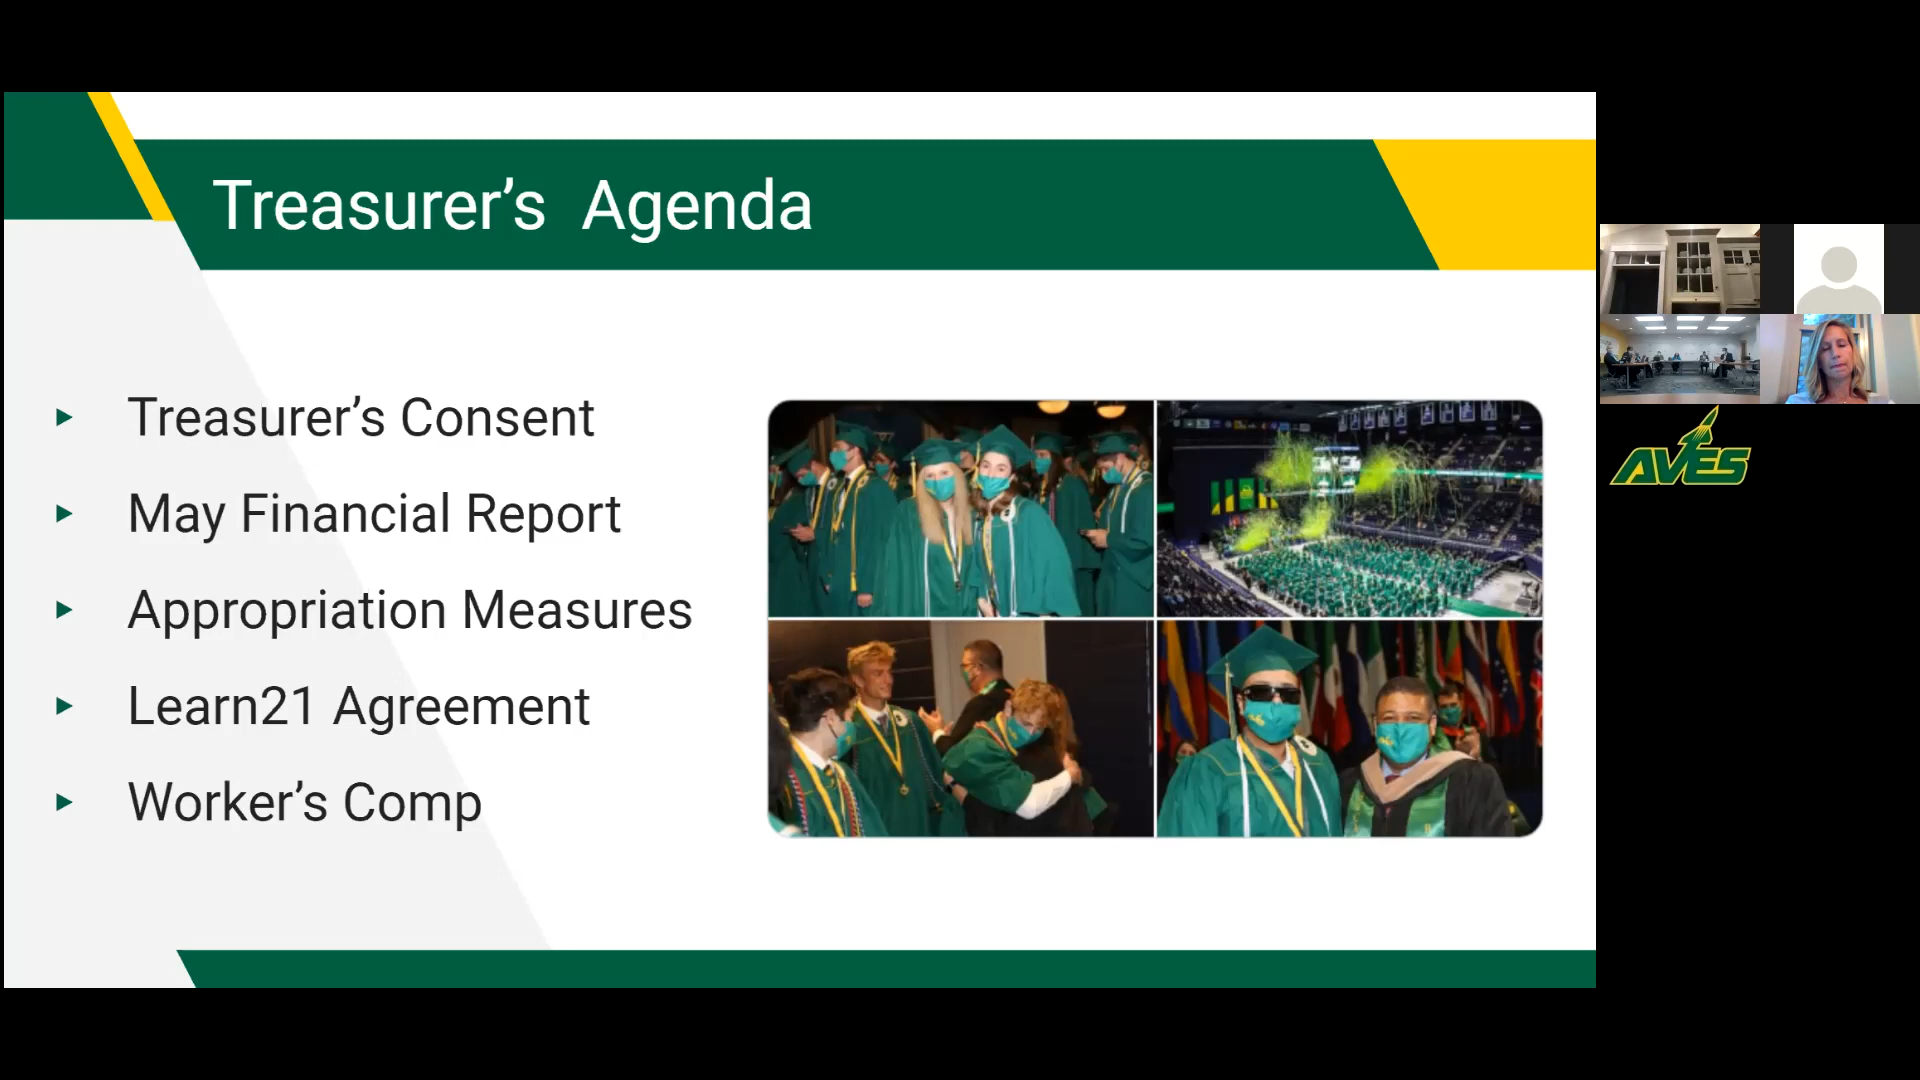 Treasurer's Agenda
Treasurer's Consent
May Financial Report
Appropriation Measures
Learn21 Agreement
Worker's Comp
AVES